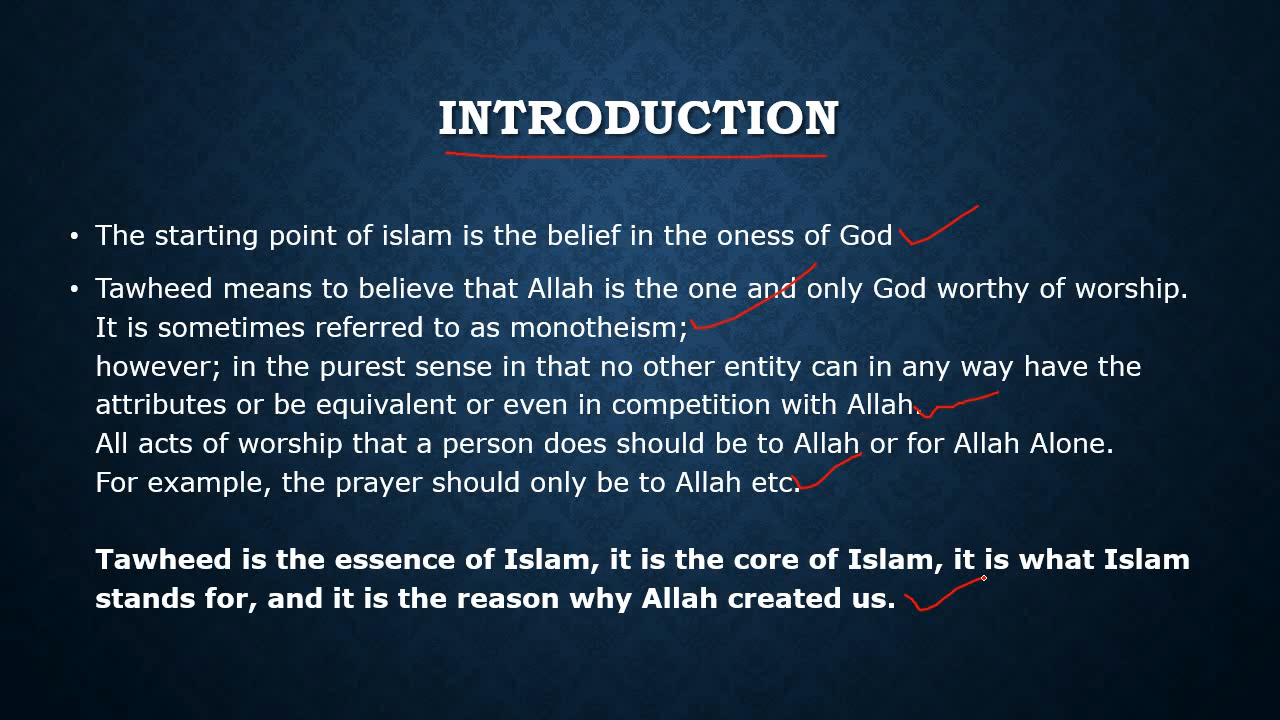 INTRODUCTION
• The starting point of islam is the belief in the oness of God
• Tawheed means to believe that Allah is the one and only God worthy of worship.
It is sometimes referred to as monotheism;
however; in the purest sense in that no other entity can in any way have the
attributes or be equivalent or even in competition with Allah.
All acts of worship that a person does should be to Allah or for Allah Alone.
For example, the prayer should only be to Allah etc.
Tawheed is the essence of Islam, it is the core of Islam, it is what Islam
stands for, and it is the reason why Allah created us.